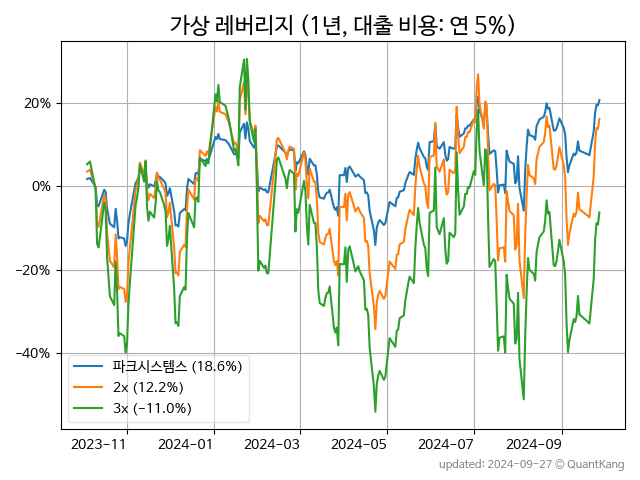 가상 레버리지 (1년, 대출 비용: 연 5%)
20%
0%
−20%
−40%
파크시스템스 (18.6%)
2x (12.2%)
3x (−11.0%)
2023-11 2024-01 2024-03 2024-05 2024-07 2024-09
updated: 2024-09-27 © QuantKang